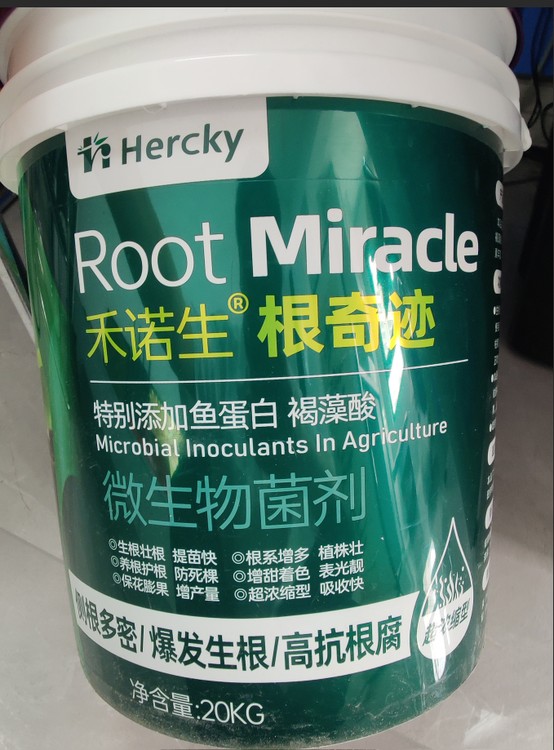 Hercky
Root Miracle
禾诺生® 根奇迹
特别添加鱼蛋白 褐藻酸
Microbial Inoculants In Agriculture
微生物菌剂
◎生根壮根 提苗快 ◎根系增多 植株壮
◎养根护根 防死棵 ◎增甜着色 表光靓
◎保花膨果 增产量 ◎超浓缩型 吸收快
根多密/爆发生根/高抗根腐
超浓缩型
净含量:20KG